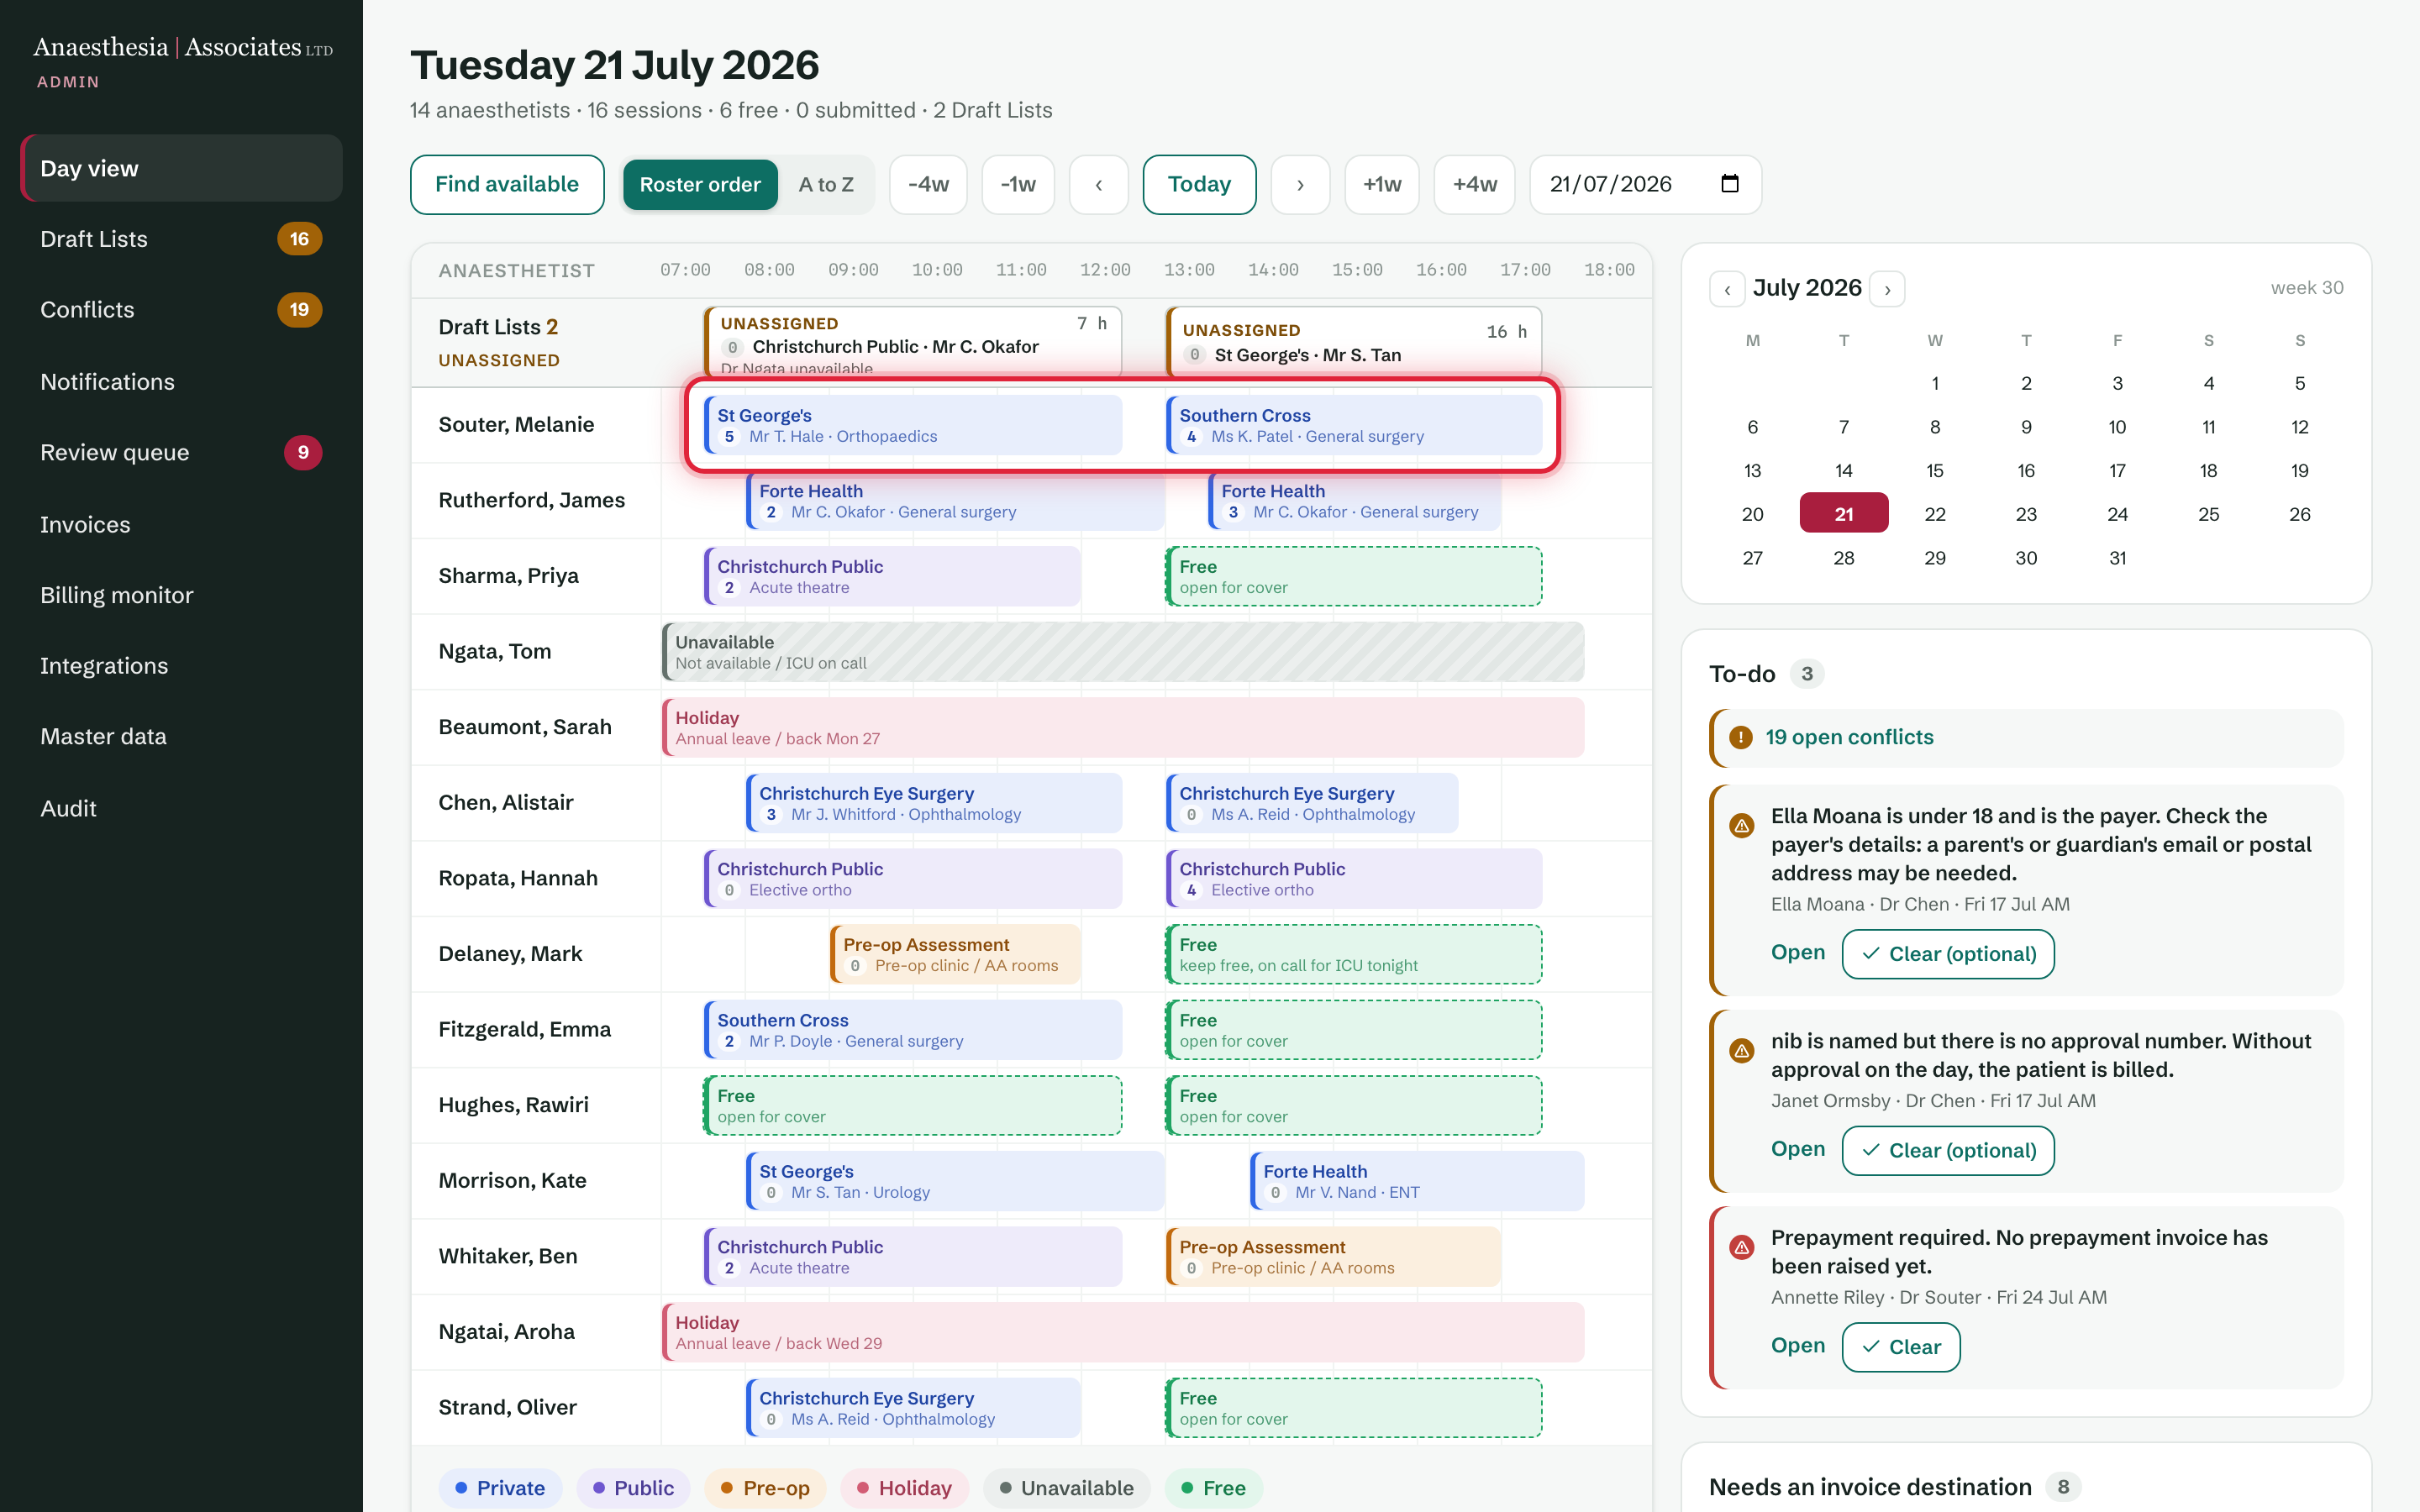 Anaesthesia | Associates LTD
ADMIN
Day view
Draft Lists 16
Conflicts 19
Notifications
Review queue 9
Invoices
Billing monitor
Integrations
Master data
Audit
Tuesday 21 July 2026
14 anaesthetists · 16 sessions · 6 free · 0 submitted · 2 Draft Lists
Find available Roster order A to Z -4w -1w ‹ Today › +1w +4w 21/07/2026
ANAESTHETIST 07:00 08:00 09:00 10:00 11:00 12:00 13:00 14:00 15:00 16:00 17:00 18:00
Draft Lists 2
UNASSIGNED
UNASSIGNED 7 h
0 Christchurch Public · Mr C. Okafor
Dr Ngata unavailable
UNASSIGNED 16 h
0 St George's · Mr S. Tan
Souter, Melanie
St George's
5 Mr T. Hale · Orthopaedics
Southern Cross
4 Ms K. Patel · General surgery
Rutherford, James
Forte Health
2 Mr C. Okafor · General surgery
Forte Health
3 Mr C. Okafor · General surgery
Sharma, Priya
Christchurch Public
2 Acute theatre
Free
open for cover
Ngata, Tom
Unavailable
Not available / ICU on call
Beaumont, Sarah
Holiday
Annual leave / back Mon 27
Chen, Alistair
Christchurch Eye Surgery
3 Mr J. Whitford · Ophthalmology
Christchurch Eye Surgery
0 Ms A. Reid · Ophthalmology
Ropata, Hannah
Christchurch Public
0 Elective ortho
Christchurch Public
4 Elective ortho
Delaney, Mark
Pre-op Assessment
0 Pre-op clinic / AA rooms
Free
keep free, on call for ICU tonight
Fitzgerald, Emma
Southern Cross
2 Mr P. Doyle · General surgery
Free
open for cover
Hughes, Rawiri
Free
open for cover
Free
open for cover
Morrison, Kate
St George's
0 Mr S. Tan · Urology
Forte Health
0 Mr V. Nand · ENT
Whitaker, Ben
Christchurch Public
2 Acute theatre
Pre-op Assessment
0 Pre-op clinic / AA rooms
Ngatai, Aroha
Holiday
Annual leave / back Wed 29
Strand, Oliver
Christchurch Eye Surgery
0 Ms A. Reid · Ophthalmology
Free
open for cover
Private Public Pre-op Holiday Unavailable Free
‹ July 2026 › week 30
M T W T F S S
1 2 3 4 5
6 7 8 9 10 11 12
13 14 15 16 17 18 19
20 21 22 23 24 25 26
27 28 29 30 31
To-do 3
19 open conflicts
Ella Moana is under 18 and is the payer. Check the
payer's details: a parent's or guardian's email or postal
address may be needed.
Ella Moana · Dr Chen · Fri 17 Jul AM
Open Clear (optional)
nib is named but there is no approval number. Without
approval on the day, the patient is billed.
Janet Ormsby · Dr Chen · Fri 17 Jul AM
Open Clear (optional)
Prepayment required. No prepayment invoice has
been raised yet.
Annette Riley · Dr Souter · Fri 24 Jul AM
Open Clear
Needs an invoice destination 8